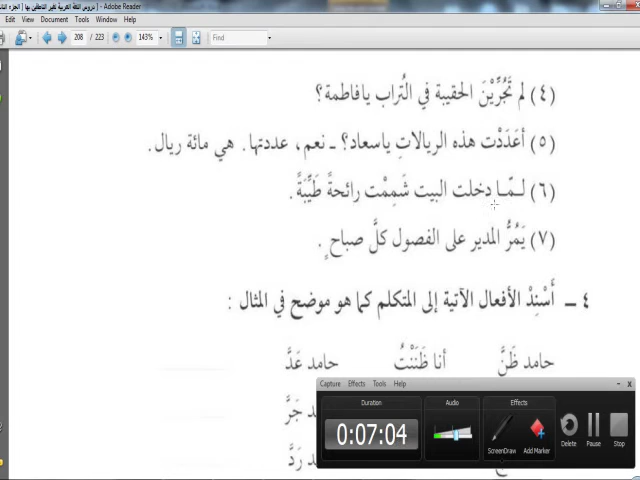 [ دروس اللغة العربية لغير الناطقين بها ] الجزء - Adobe Reader
Edit View Document Tools Window Help
208 / 223 143% Find
(٤) لم تَجُرِّيْنَ الحقيبة في التُراب يافاطمة؟
(٥) أعَدَدْت هذه الريالاتِ ياسعاد؟ ـ نعم، عددتها. هي مائة ريال.
(٦) لـمّـا دخلت البيت شَمِمْت رائحةً طَيِّبَةً.
(٧) يَمُرُّ المدير على الفصول كلَّ صباحٍ.
٤ ــ أَسْنِدْ الأفعال الآتية إلى المتكلم كما هو موضح في المثال :
حامد ظَنَّ أنا ظَنَنْتُ حامد عَدَّ
جَرَّ
رَدَّ
Capture Effects Tools Help
Duration Audio Effects
0:07:04
ScreenDraw Add Marker Delete Pause Stop